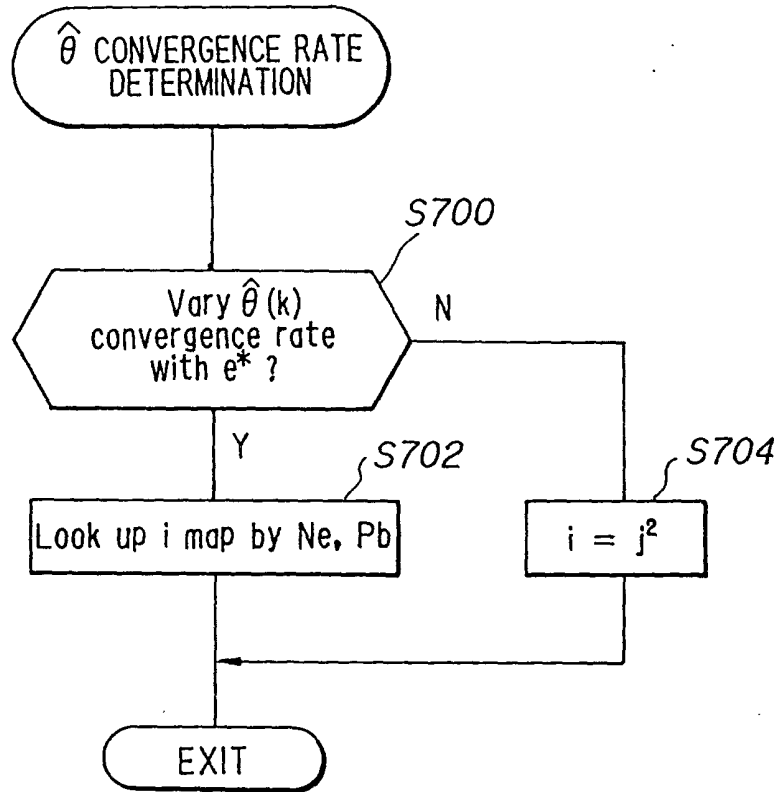 θ̂ CONVERGENCE RATE
DETERMINATION
S700
Vary θ̂(k)
convergence rate
with e* ?
N
Y
S702
S704
Look up i map by Ne, Pb
i = j²
EXIT